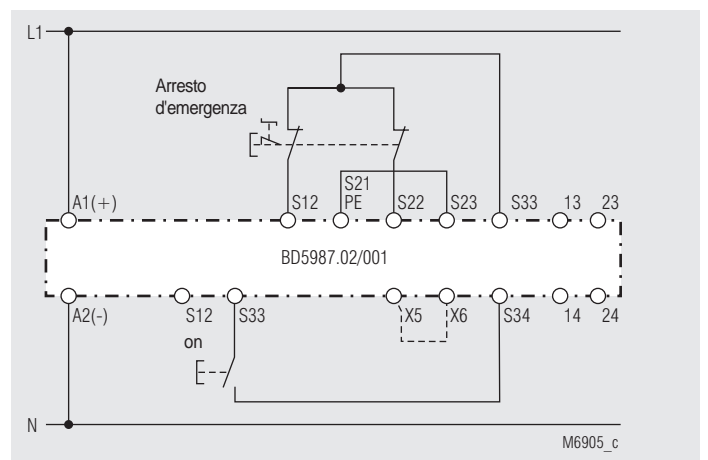 L1
Arresto
d'emergenza
S21
A1(+) S12 PE S22 S23 S33 13 23
BD5987.02/001
A2(-) S12 S33 X5 X6 S34 14 24
on
N
M6905_c